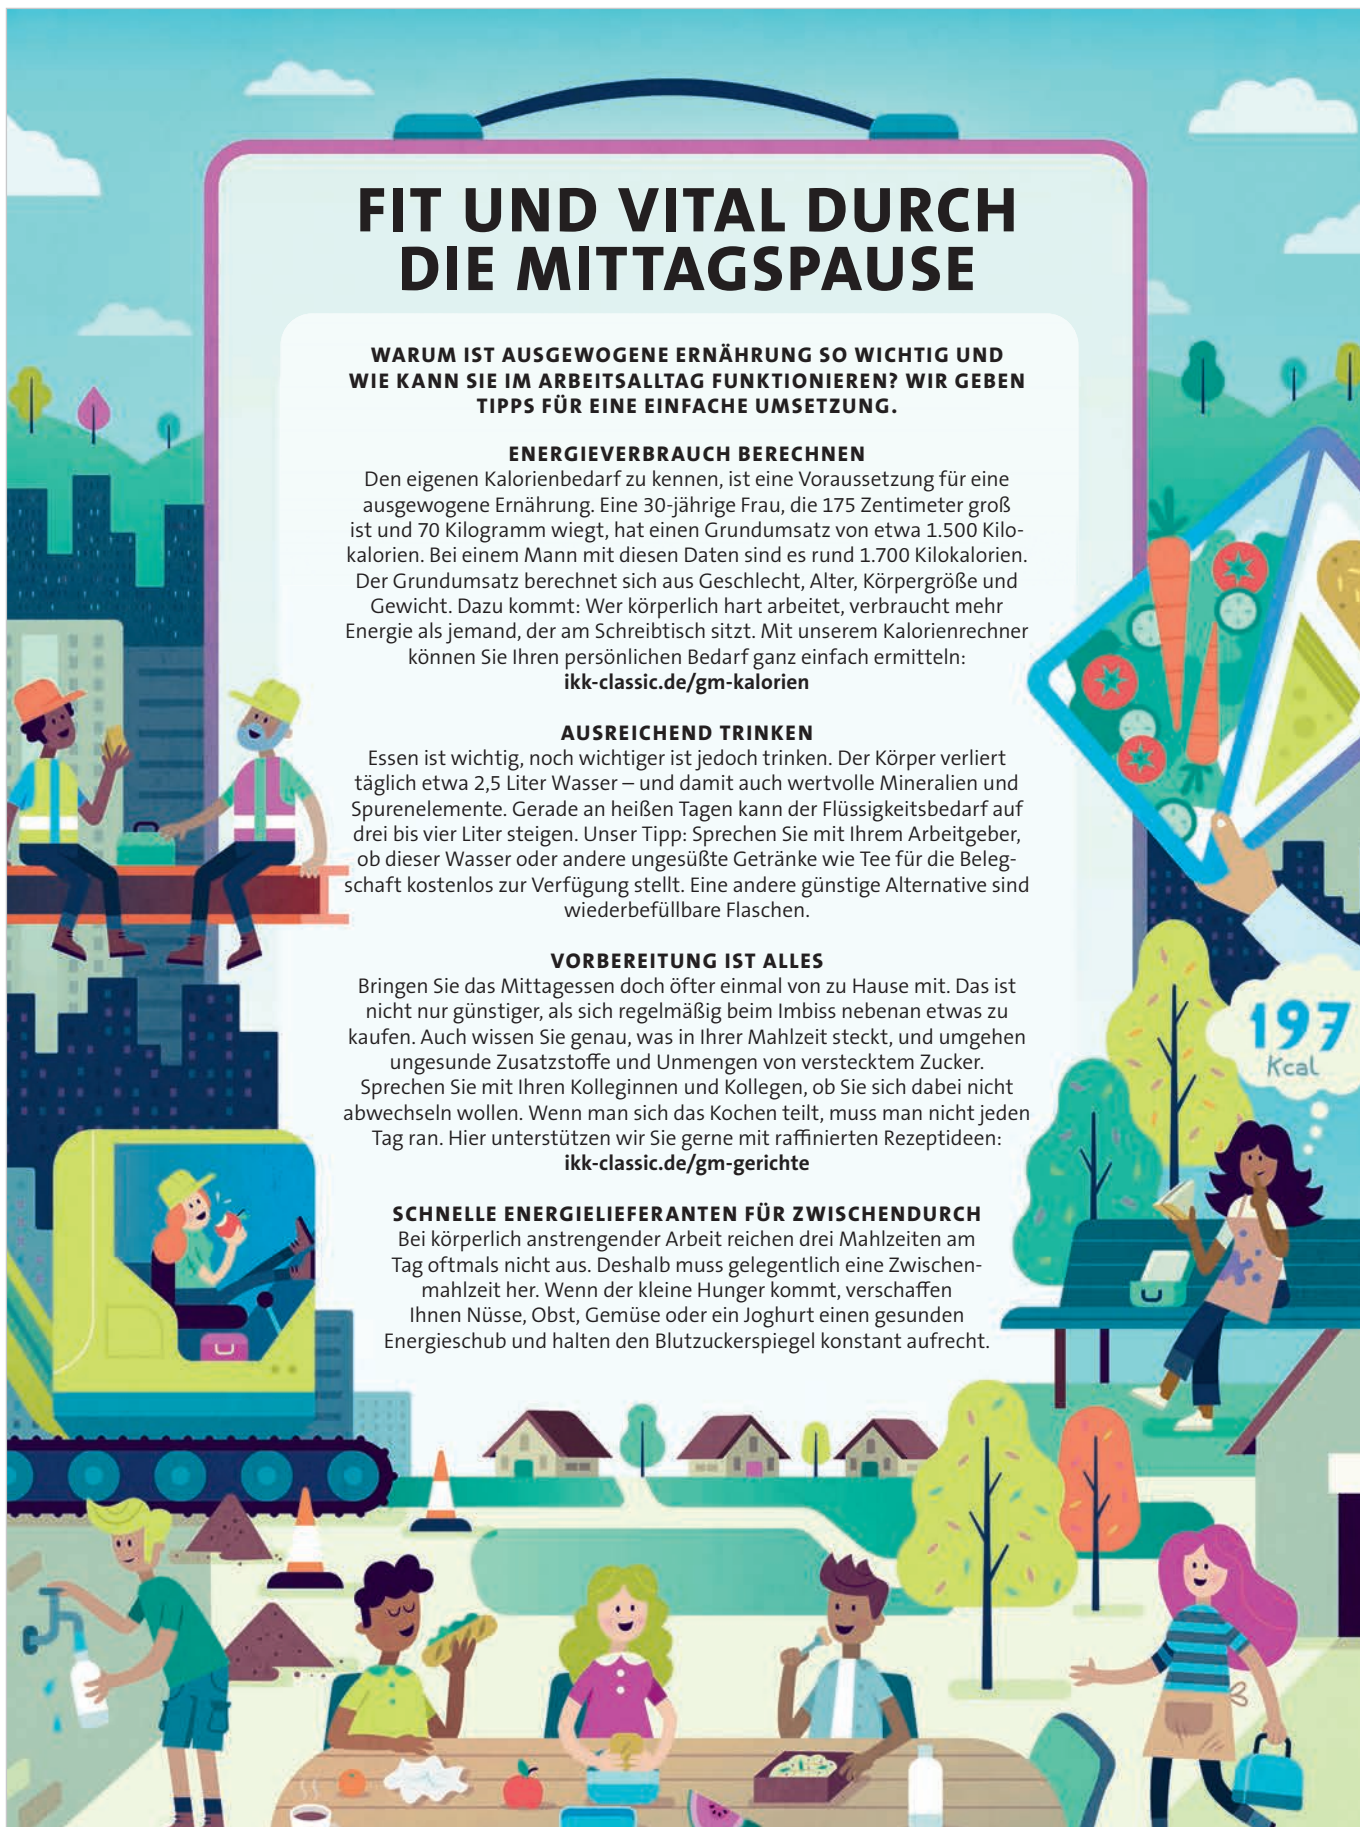 FIT UND VITAL DURCH
DIE MITTAGSPAUSE
WARUM IST AUSGEWOGENE ERNÄHRUNG SO WICHTIG UND
WIE KANN SIE IM ARBEITSALLTAG FUNKTIONIEREN? WIR GEBEN
TIPPS FÜR EINE EINFACHE UMSETZUNG.
ENERGIEVERBRAUCH BERECHNEN
Den eigenen Kalorienbedarf zu kennen, ist eine Voraussetzung für eine
ausgewogene Ernährung. Eine 30-jährige Frau, die 175 Zentimeter groß
ist und 70 Kilogramm wiegt, hat einen Grundumsatz von etwa 1.500 Kilo-
kalorien. Bei einem Mann mit diesen Daten sind es rund 1.700 Kilokalorien.
Der Grundumsatz berechnet sich aus Geschlecht, Alter, Körpergröße und
Gewicht. Dazu kommt: Wer körperlich hart arbeitet, verbraucht mehr
Energie als jemand, der am Schreibtisch sitzt. Mit unserem Kalorienrechner
können Sie Ihren persönlichen Bedarf ganz einfach ermitteln:
ikk-classic.de/gm-kalorien
AUSREICHEND TRINKEN
Essen ist wichtig, noch wichtiger ist jedoch trinken. Der Körper verliert
täglich etwa 2,5 Liter Wasser – und damit auch wertvolle Mineralien und
Spurenelemente. Gerade an heißen Tagen kann der Flüssigkeitsbedarf auf
drei bis vier Liter steigen. Unser Tipp: Sprechen Sie mit Ihrem Arbeitgeber,
ob dieser Wasser oder andere ungesüßte Getränke wie Tee für die Beleg-
schaft kostenlos zur Verfügung stellt. Eine andere günstige Alternative sind
wiederbefüllbare Flaschen.
VORBEREITUNG IST ALLES
Bringen Sie das Mittagessen doch öfter einmal von zu Hause mit. Das ist
nicht nur günstiger, als sich regelmäßig beim Imbiss nebenan etwas zu
kaufen. Auch wissen Sie genau, was in Ihrer Mahlzeit steckt, und umgehen
ungesunde Zusatzstoffe und Unmengen von verstecktem Zucker.
Sprechen Sie mit Ihren Kolleginnen und Kollegen, ob Sie sich dabei nicht
abwechseln wollen. Wenn man sich das Kochen teilt, muss man nicht jeden
Tag ran. Hier unterstützen wir Sie gerne mit raffinierten Rezeptideen:
ikk-classic.de/gm-gerichte
SCHNELLE ENERGIELIEFERANTEN FÜR ZWISCHENDURCH
Bei körperlich anstrengender Arbeit reichen drei Mahlzeiten am
Tag oftmals nicht aus. Deshalb muss gelegentlich eine Zwischen-
mahlzeit her. Wenn der kleine Hunger kommt, verschaffen
Ihnen Nüsse, Obst, Gemüse oder ein Joghurt einen gesunden
Energieschub und halten den Blutzuckerspiegel konstant aufrecht.
197
Kcal